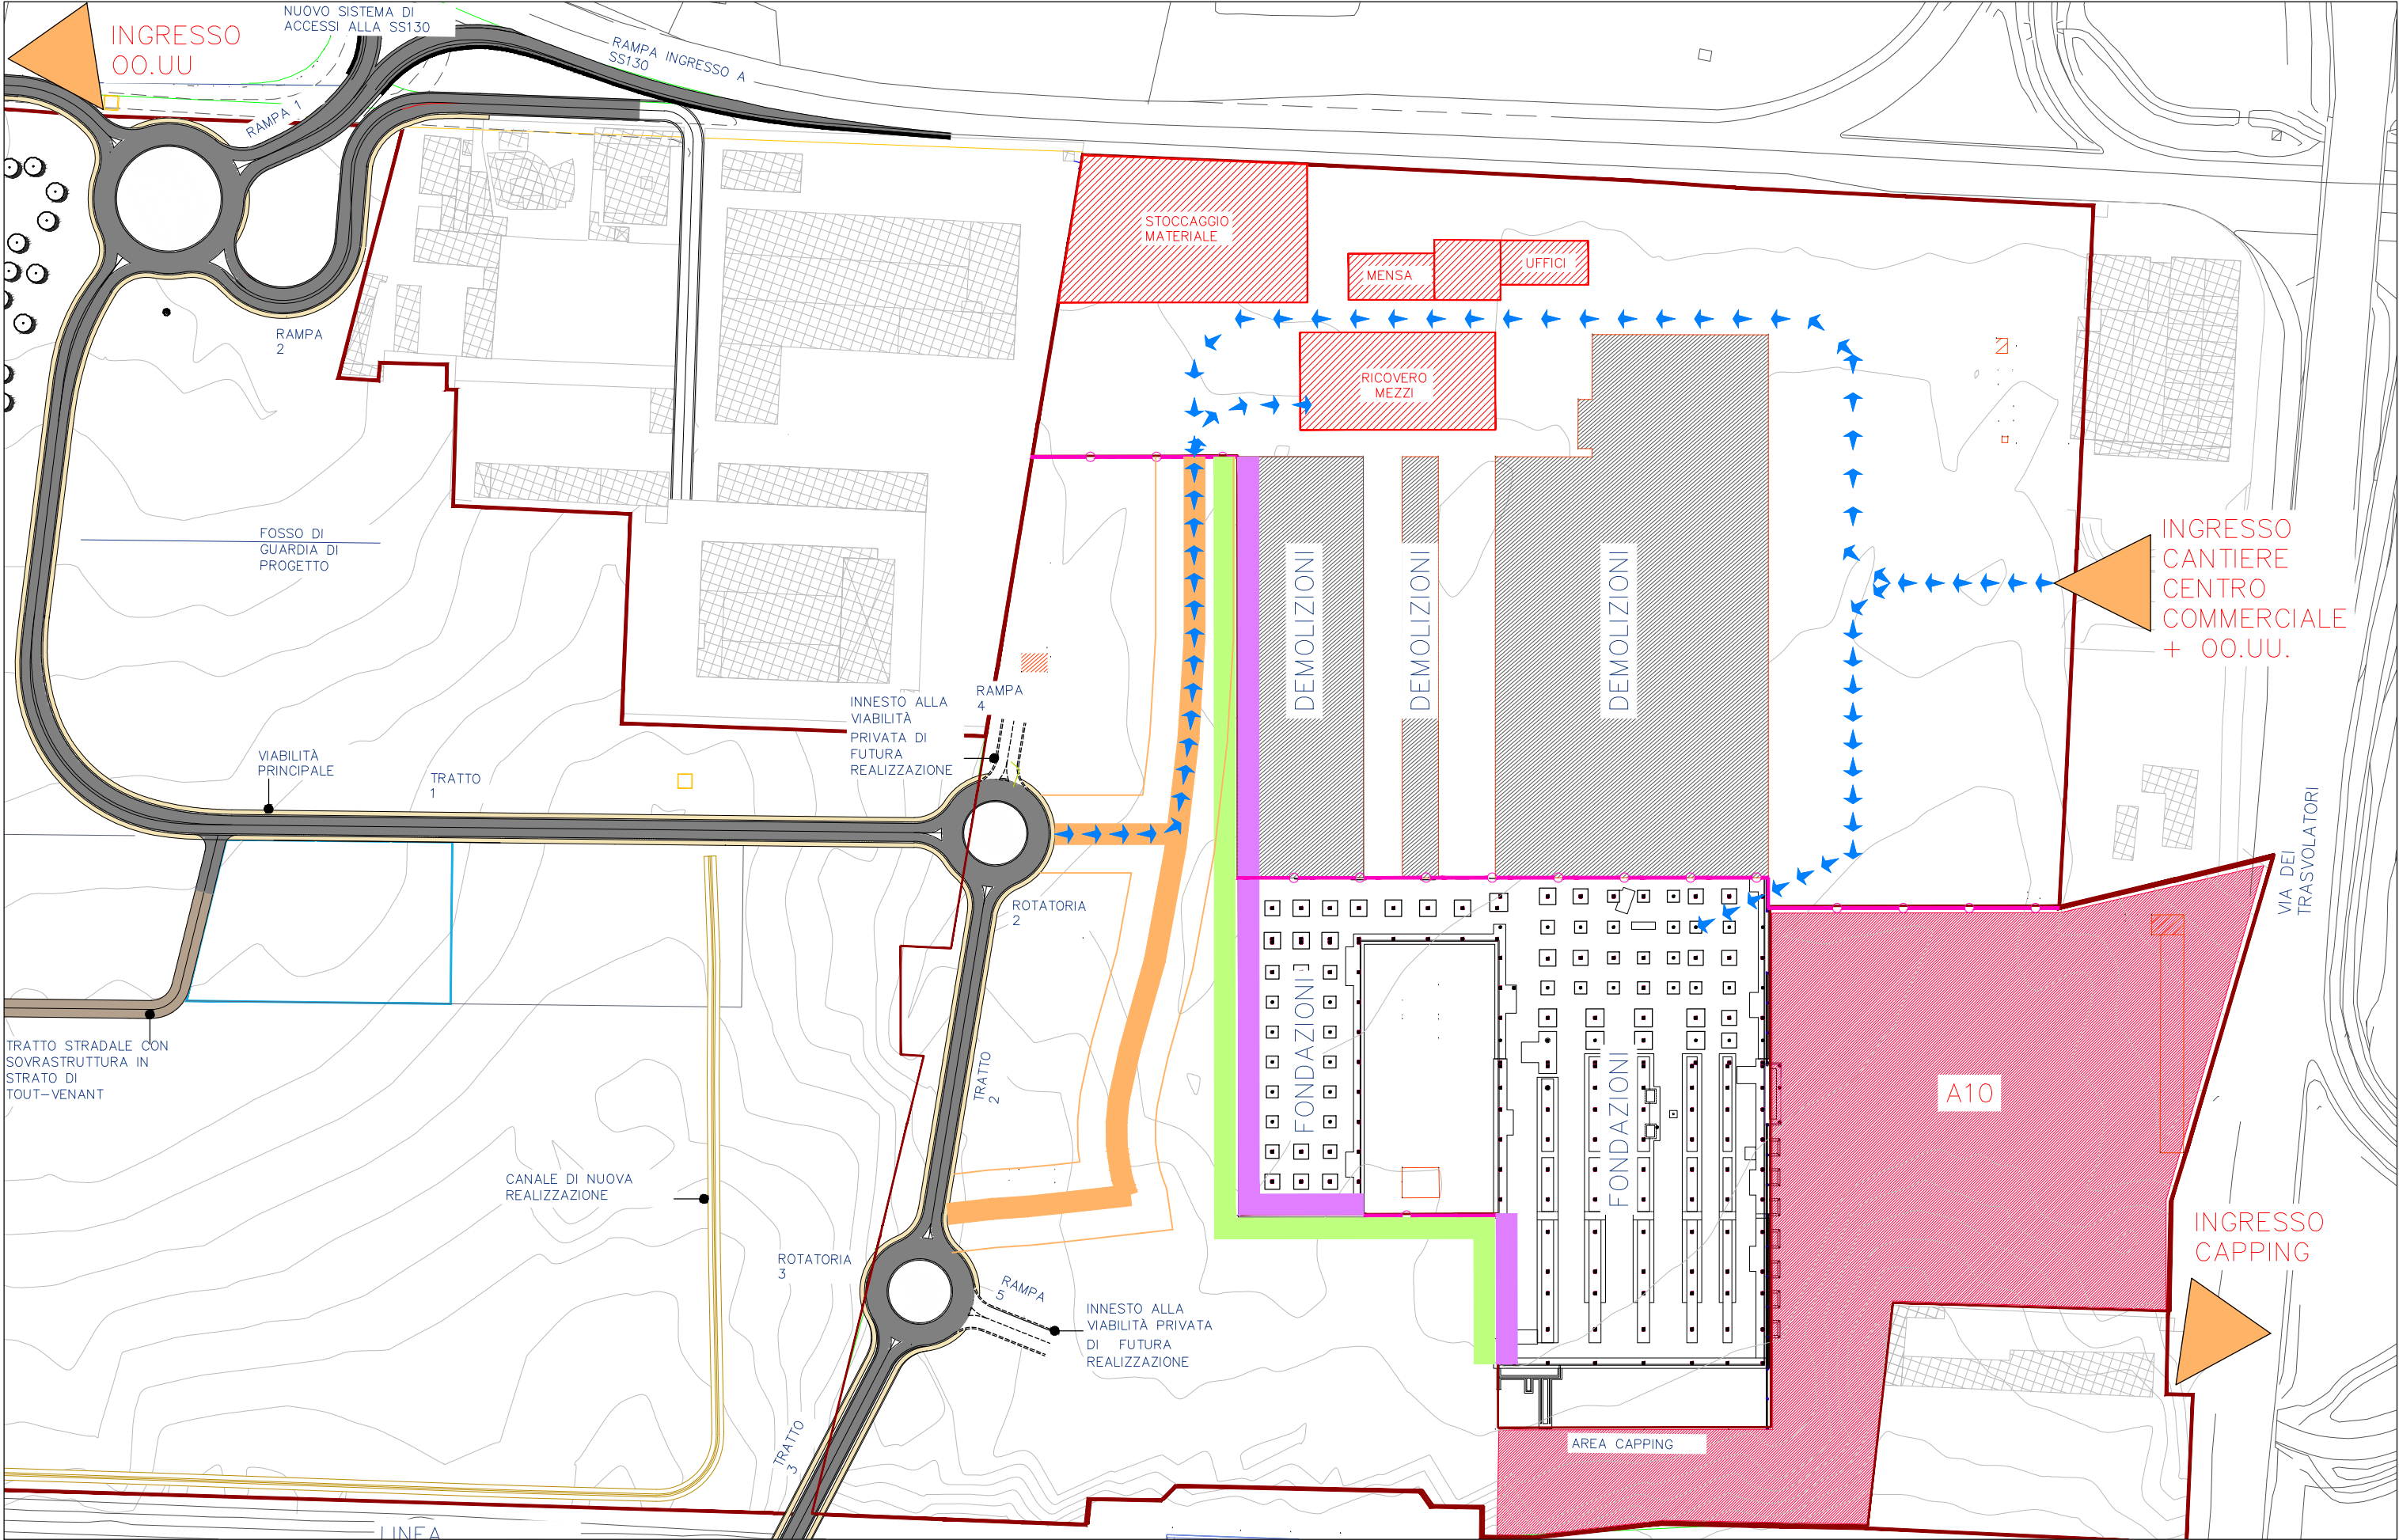 NUOVO SISTEMA DI
ACCESSI ALLA SS130
INGRESSO
OO.UU
RAMPA INGRESSO A
SS130
RAMPA 1
STOCCAGGIO
MATERIALE
MENSA
UFFICI
RAMPA
2
RICOVERO
MEZZI
FOSSO DI
GUARDIA DI
PROGETTO
DEMOLIZIONI
DEMOLIZIONI
DEMOLIZIONI
INGRESSO
CANTIERE
CENTRO
COMMERCIALE
+ OO.UU.
RAMPA
4
INNESTO ALLA
VIABILITÀ
PRIVATA DI
FUTURA
REALIZZAZIONE
VIABILITÀ
PRINCIPALE
TRATTO
1
VIA DEI
TRASVOLATORI
ROTATORIA
2
FONDAZIONI
FONDAZIONI
TRATTO STRADALE CON
SOVRASTRUTTURA IN
STRATO DI
TOUT-VENANT
TRATTO
2
A10
CANALE DI NUOVA
REALIZZAZIONE
INGRESSO
CAPPING
ROTATORIA
3
RAMPA
5
INNESTO ALLA
VIABILITÀ PRIVATA
DI FUTURA
REALIZZAZIONE
TRATTO
3
AREA CAPPING
LINEA